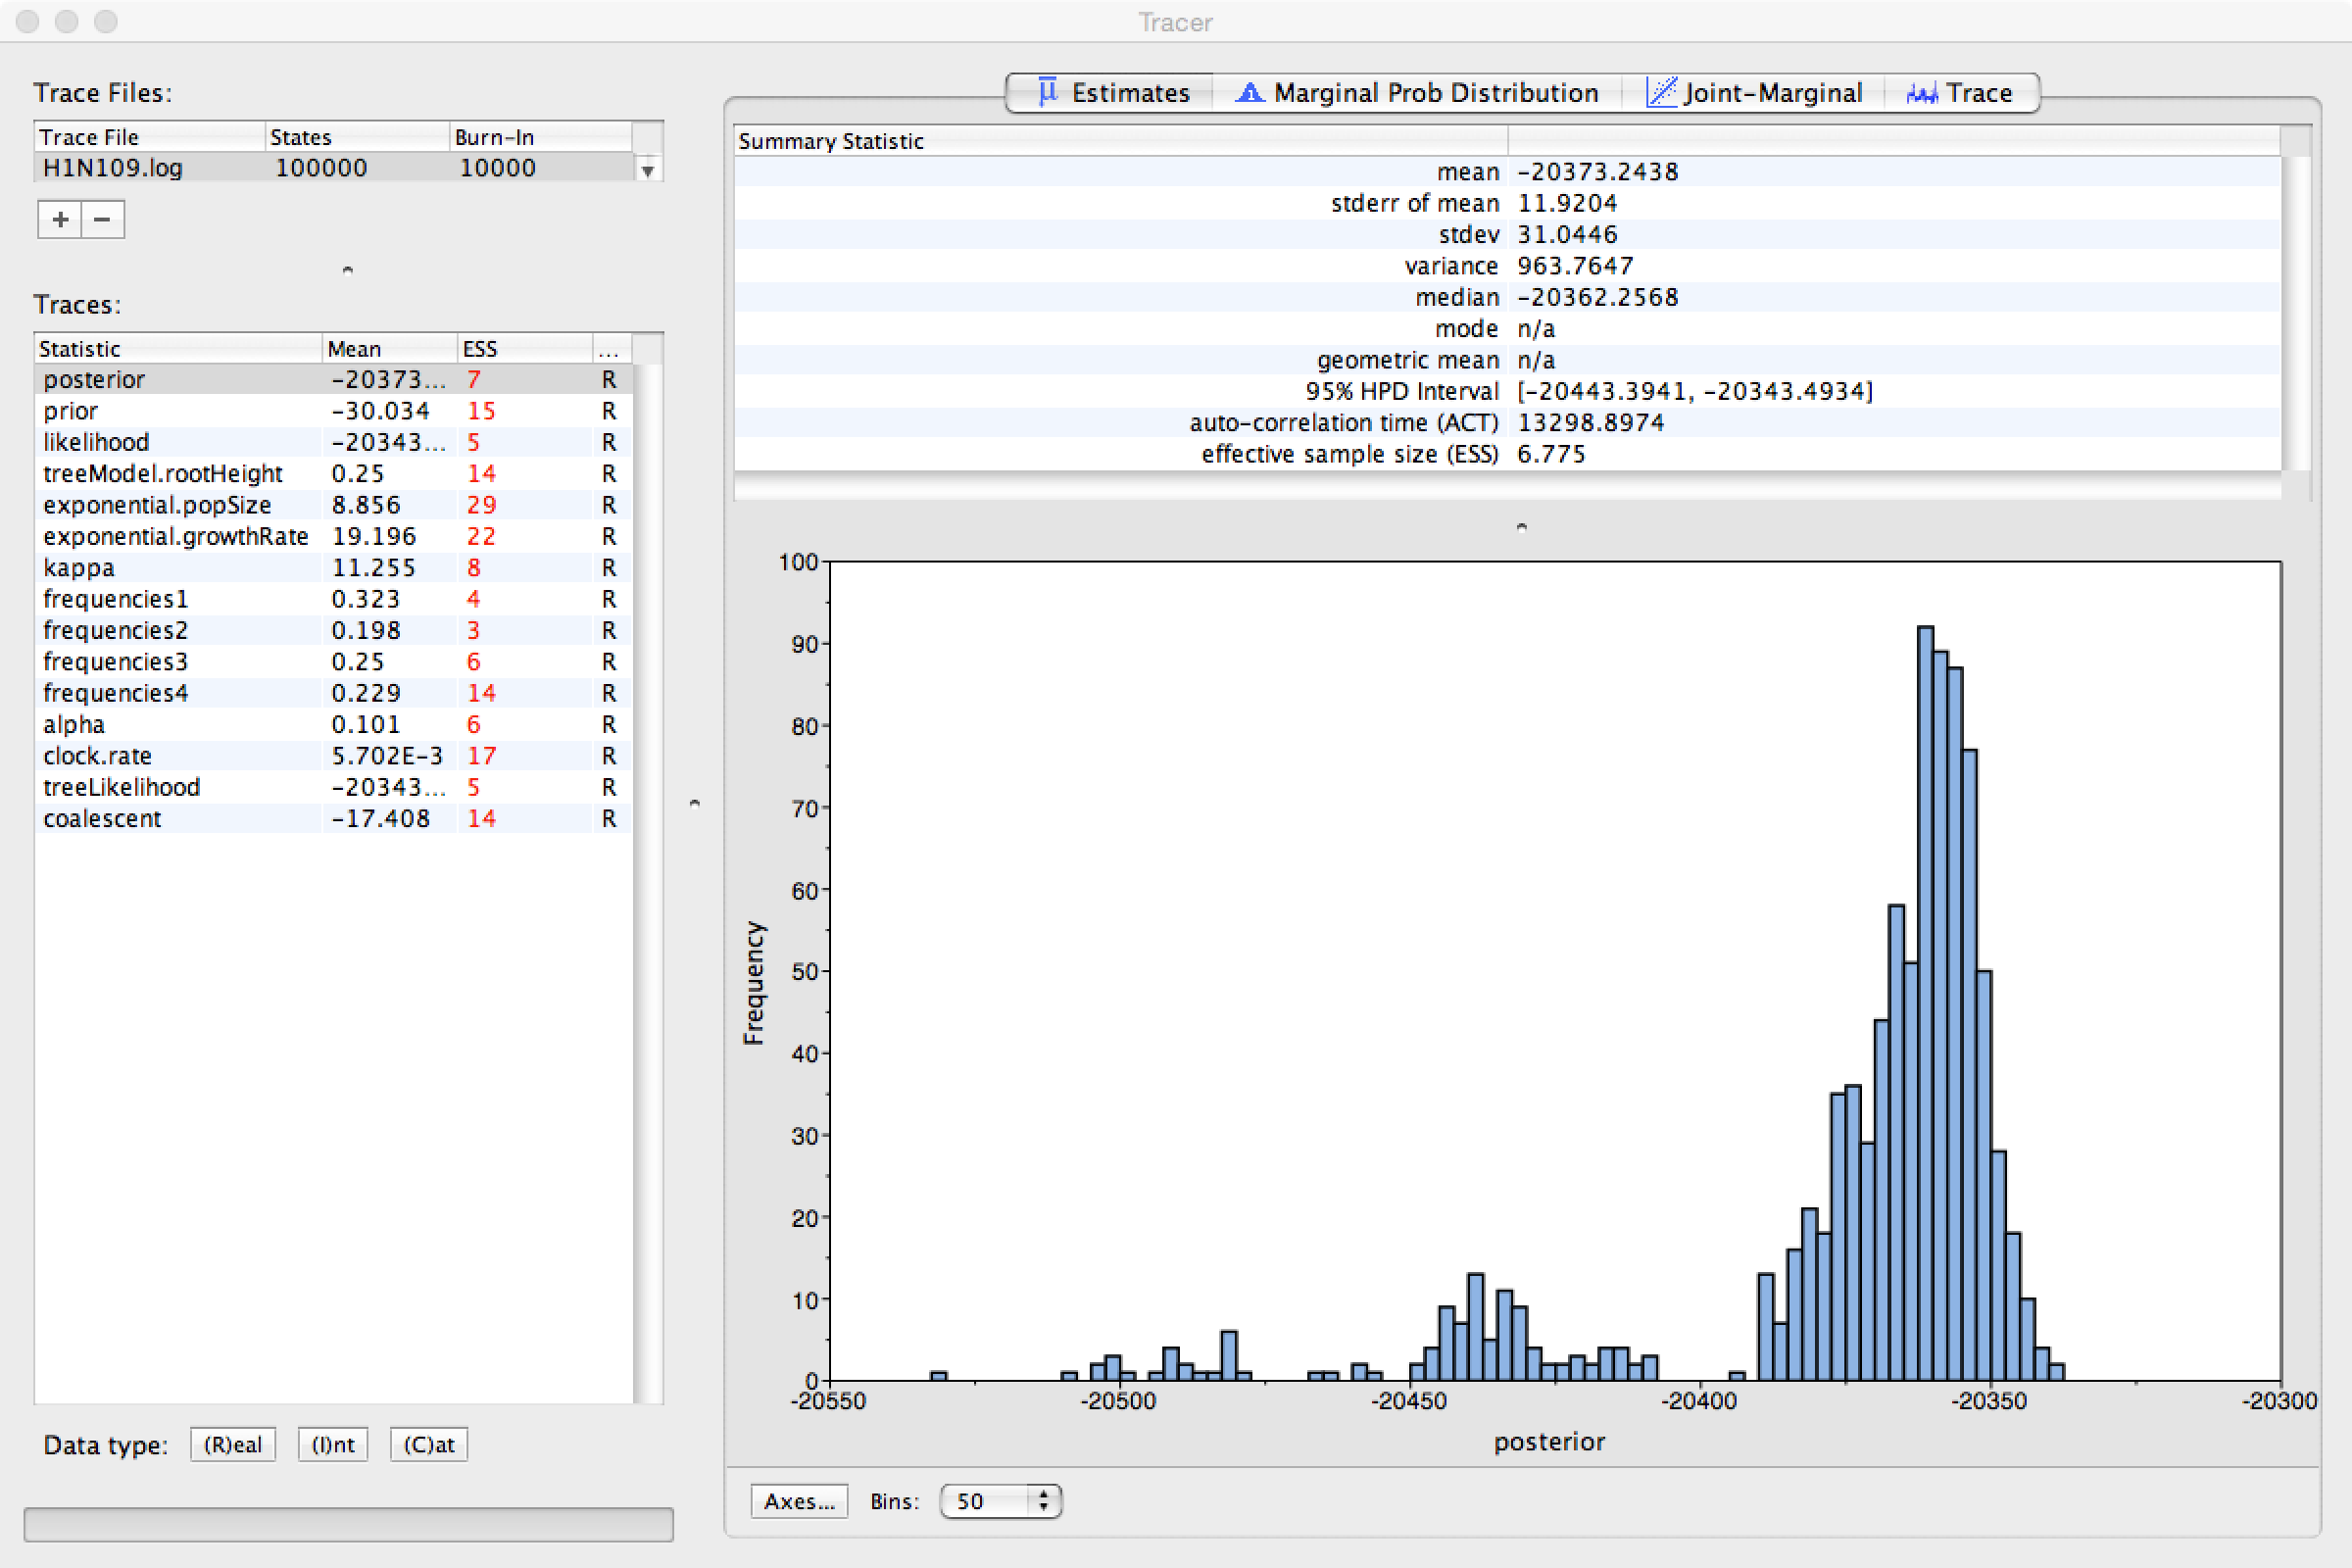 Tracer
Trace Files:
Trace File States Burn-In
H1N109.log 100000 10000
+ −
Traces:
Statistic Mean ESS ...
posterior -20373... 7 R
prior -30.034 15 R
likelihood -20343... 5 R
treeModel.rootHeight 0.25 14 R
exponential.popSize 8.856 29 R
exponential.growthRate 19.196 22 R
kappa 11.255 8 R
frequencies1 0.323 4 R
frequencies2 0.198 3 R
frequencies3 0.25 6 R
frequencies4 0.229 14 R
alpha 0.101 6 R
clock.rate 5.702E-3 17 R
treeLikelihood -20343... 5 R
coalescent -17.408 14 R
Data type: (R)eal (I)nt (C)at
Estimates Marginal Prob Distribution Joint-Marginal Trace
Summary Statistic
mean -20373.2438
stderr of mean 11.9204
stdev 31.0446
variance 963.7647
median -20362.2568
mode n/a
geometric mean n/a
95% HPD Interval [-20443.3941, -20343.4934]
auto-correlation time (ACT) 13298.8974
effective sample size (ESS) 6.775
100
90
80
70
60
50
40
30
20
10
0
Frequency
-20550 -20500 -20450 -20400 -20350 -20300
posterior
Axes... Bins: 50